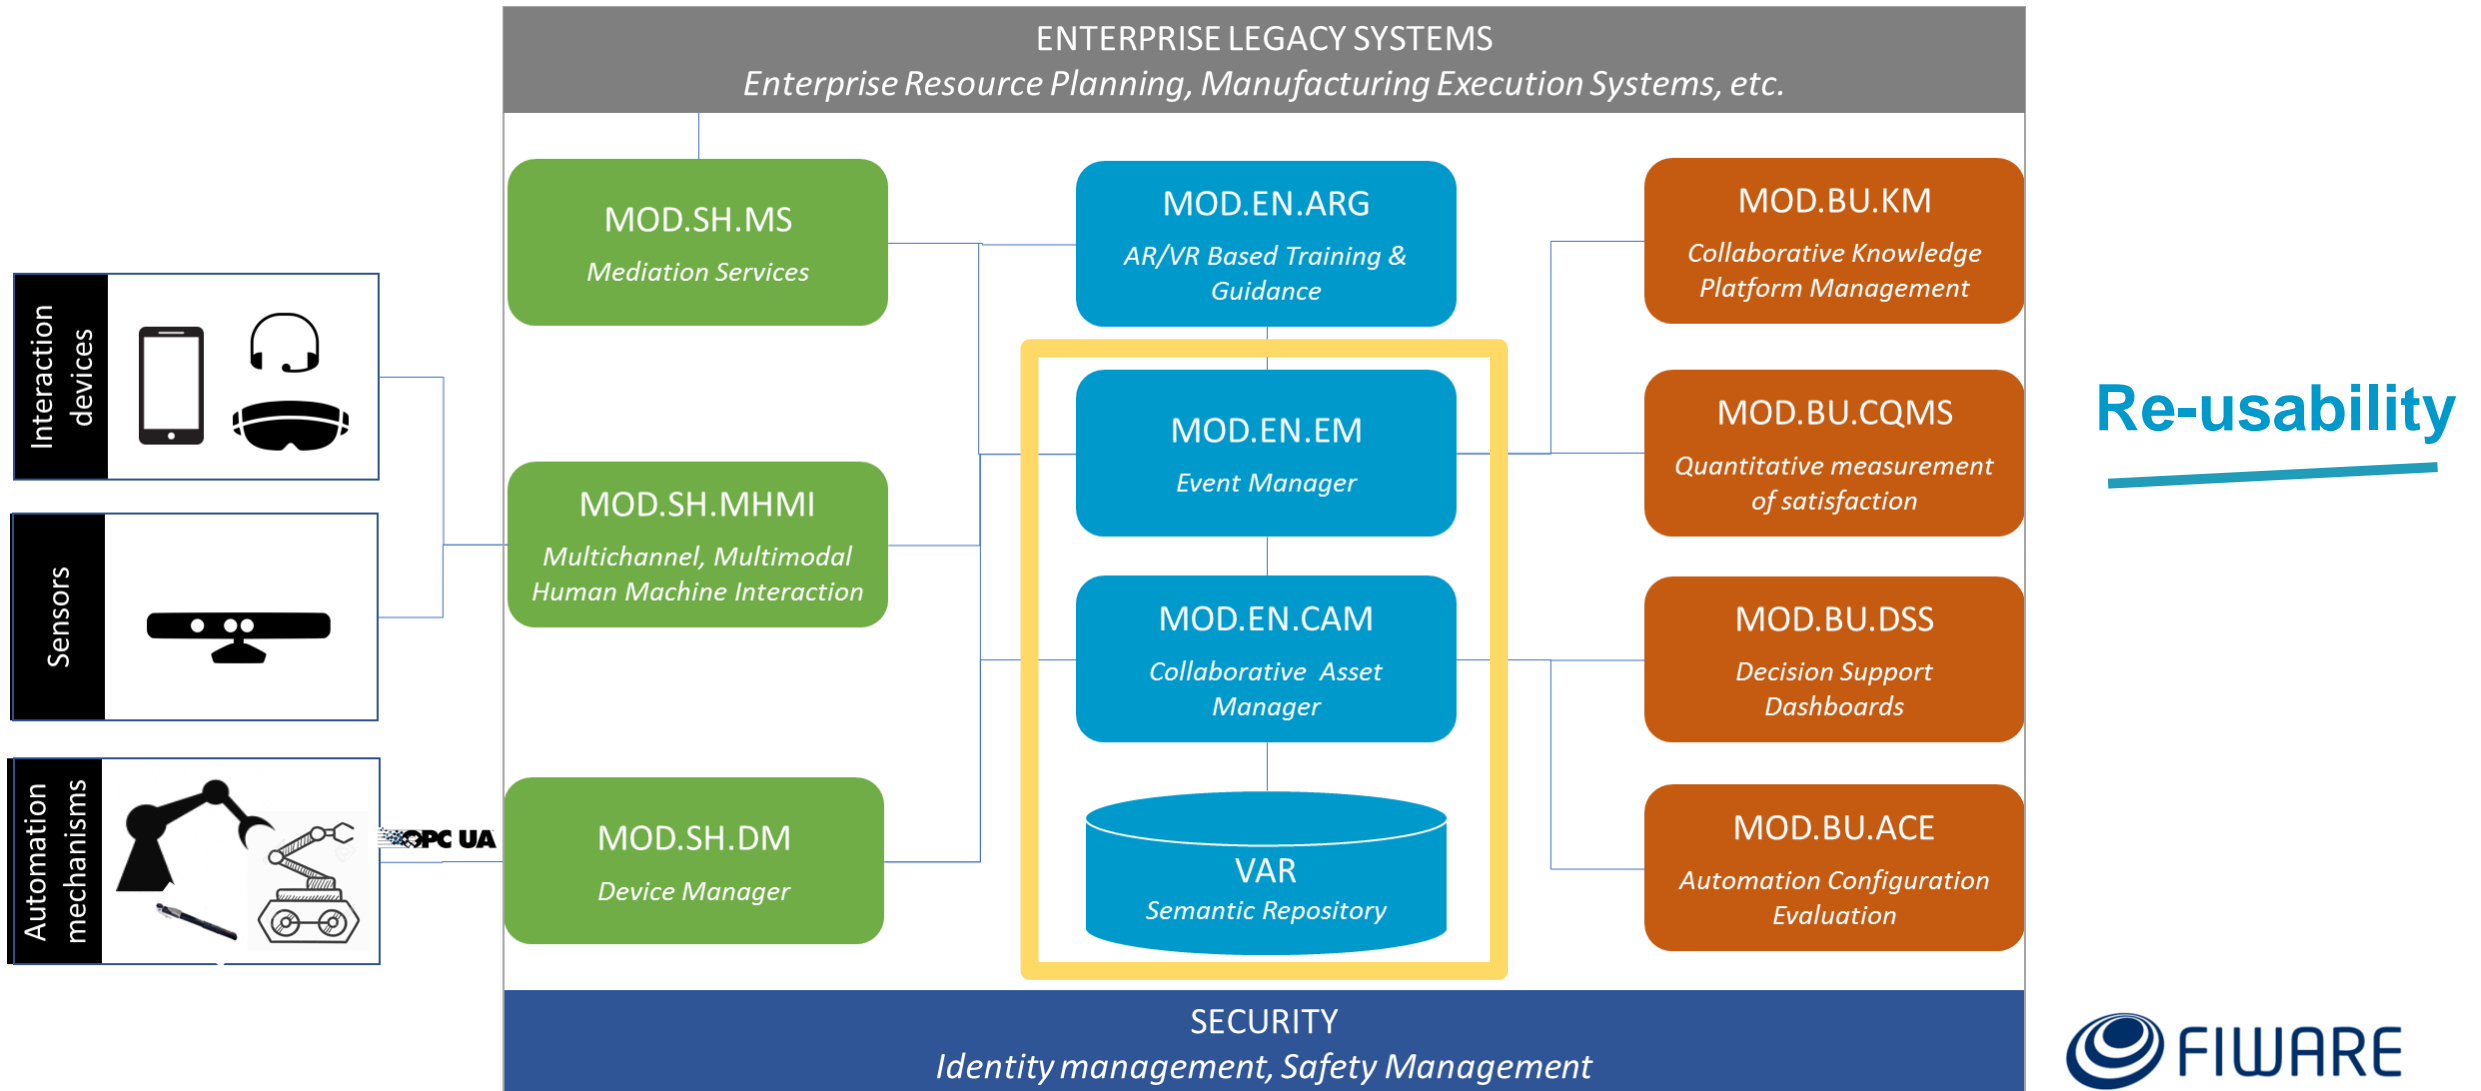 ENTERPRISE LEGACY SYSTEMS
Enterprise Resource Planning, Manufacturing Execution Systems, etc.
Interaction
devices
Sensors
Automation
mechanisms
OPC UA
MOD.SH.MS
Mediation Services
MOD.SH.MHMI
Multichannel, Multimodal
Human Machine Interaction
MOD.SH.DM
Device Manager
MOD.EN.ARG
AR/VR Based Training &
Guidance
MOD.EN.EM
Event Manager
MOD.EN.CAM
Collaborative Asset
Manager
VAR
Semantic Repository
MOD.BU.KM
Collaborative Knowledge
Platform Management
MOD.BU.CQMS
Quantitative measurement
of satisfaction
MOD.BU.DSS
Decision Support
Dashboards
MOD.BU.ACE
Automation Configuration
Evaluation
SECURITY
Identity management, Safety Management
Re-usability
FIWARE